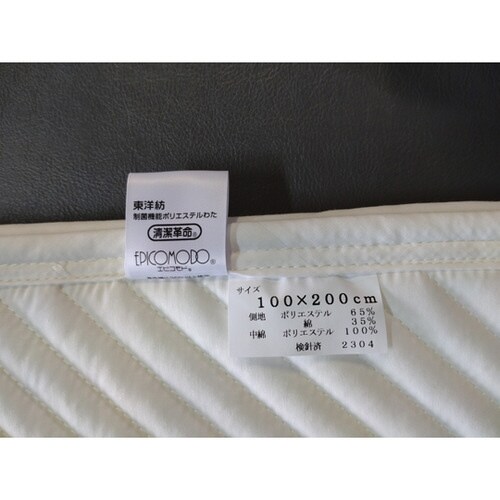 東洋紡
制菌機能ポリエステルわた
清潔革命®
EPICOMODO®
エピコモド®
サイズ
100×200cm
側地 ポリエステル 65%
綿 35%
中綿 ポリエステル 100%
検針済 2304